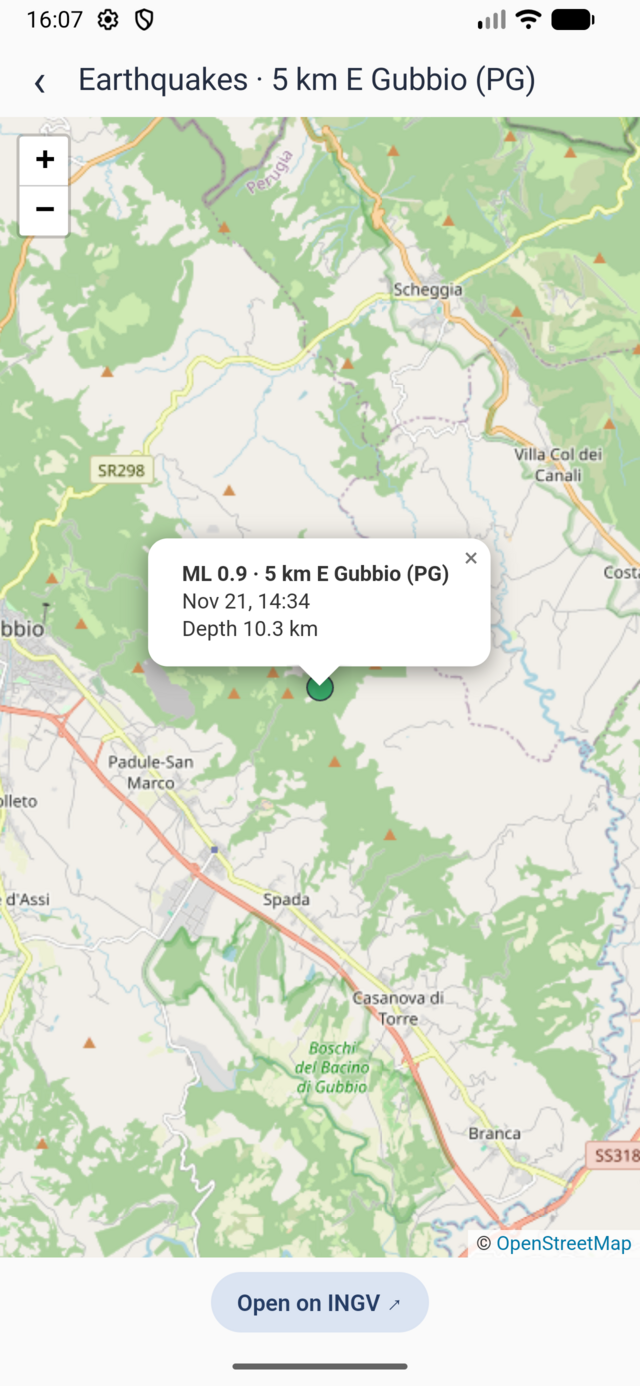 16:07
‹ Earthquakes · 5 km E Gubbio (PG)
+
−
Perugia
Scheggia
SR298
Villa Col dei
Canali
×
ML 0.9 · 5 km E Gubbio (PG)
Nov 21, 14:34
Depth 10.3 km
Costa
bbio
Padule-San
Marco
olleto
e d'Assi
Spada
Casanova di
Torre
Boschi
del Bacino
di Gubbio
Branca
SS318
© OpenStreetMap
Open on INGV ↗